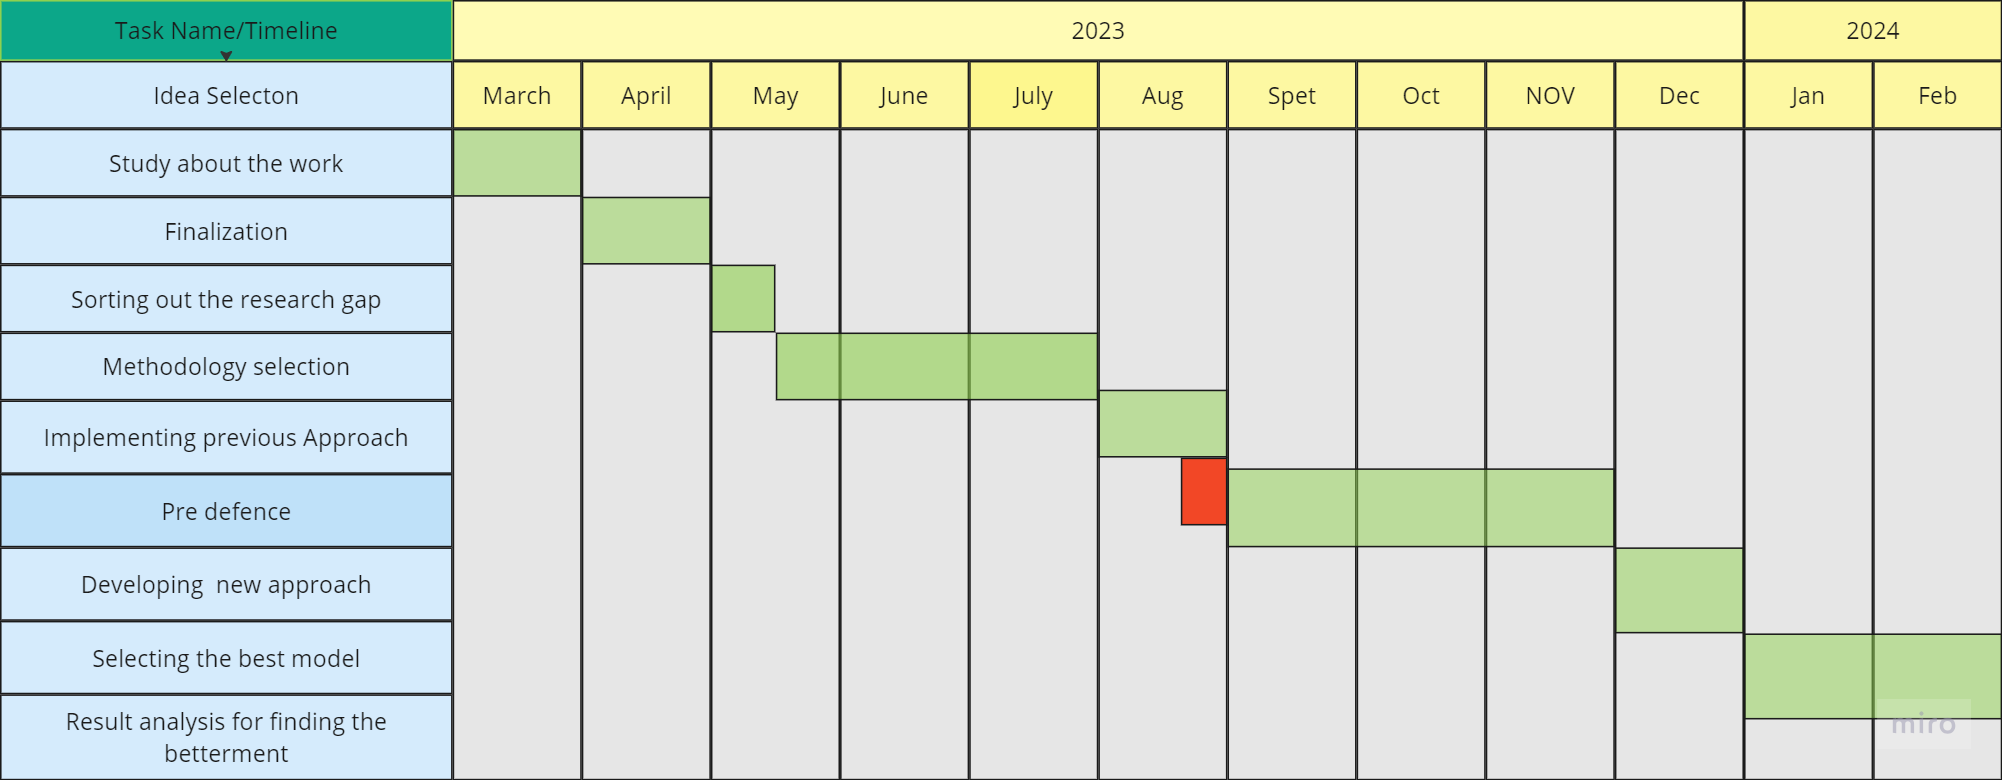 Task Name/Timeline
2023
2024
Idea Selecton
March
April
May
June
July
Aug
Spet
Oct
NOV
Dec
Jan
Feb
Study about the work
Finalization
Sorting out the research gap
Methodology selection
Implementing previous Approach
Pre defence
Developing  new approach
Selecting the best model
Result analysis for finding the
betterment
miro